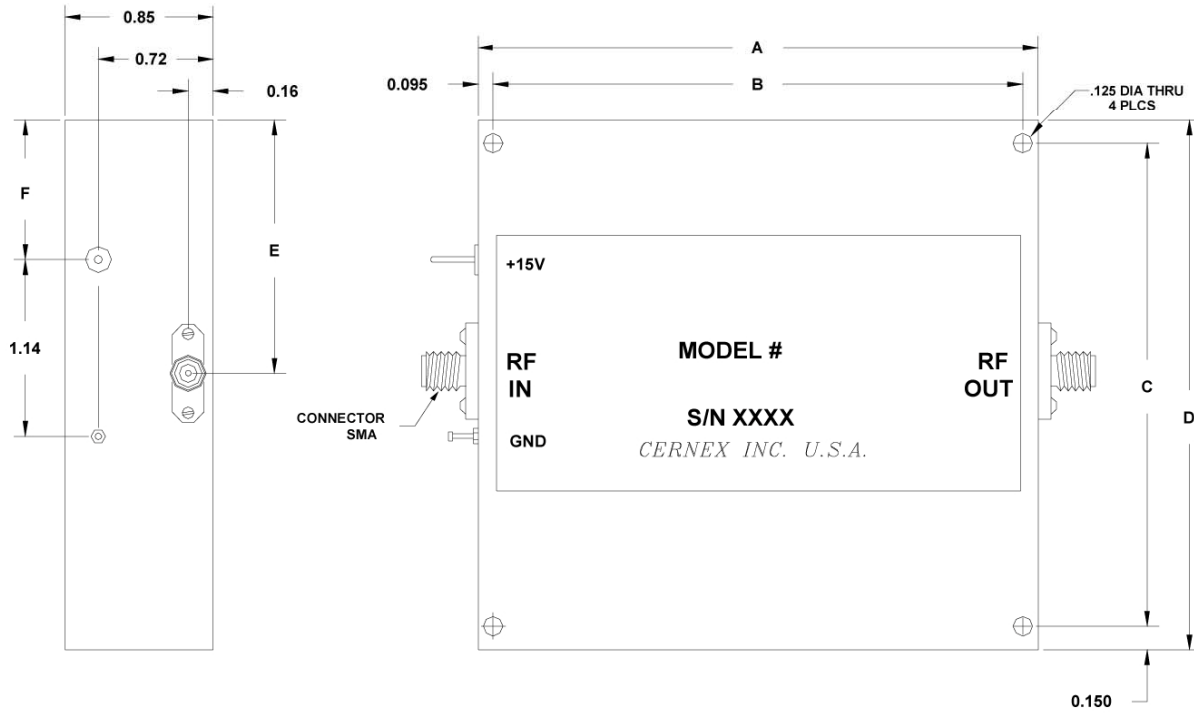 0.85
0.72
0.16
F
E
1.14
A
B
0.095
.125 DIA THRU
4 PLCS
+15V
RF
IN
MODEL #
RF
OUT
CONNECTOR
SMA
S/N XXXX
GND
CERNEX INC. U.S.A.
C
D
0.150